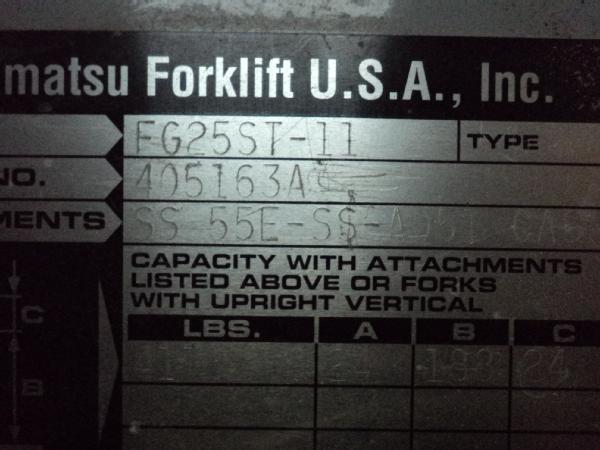 matsu Forklift U.S.A., Inc.
FG25ST-11 TYPE
NO. 405163A
MENTS SS 55E-SS-
CAPACITY WITH ATTACHMENTS
LISTED ABOVE OR FORKS
WITH UPRIGHT VERTICAL
LBS. A B C
C
24
B